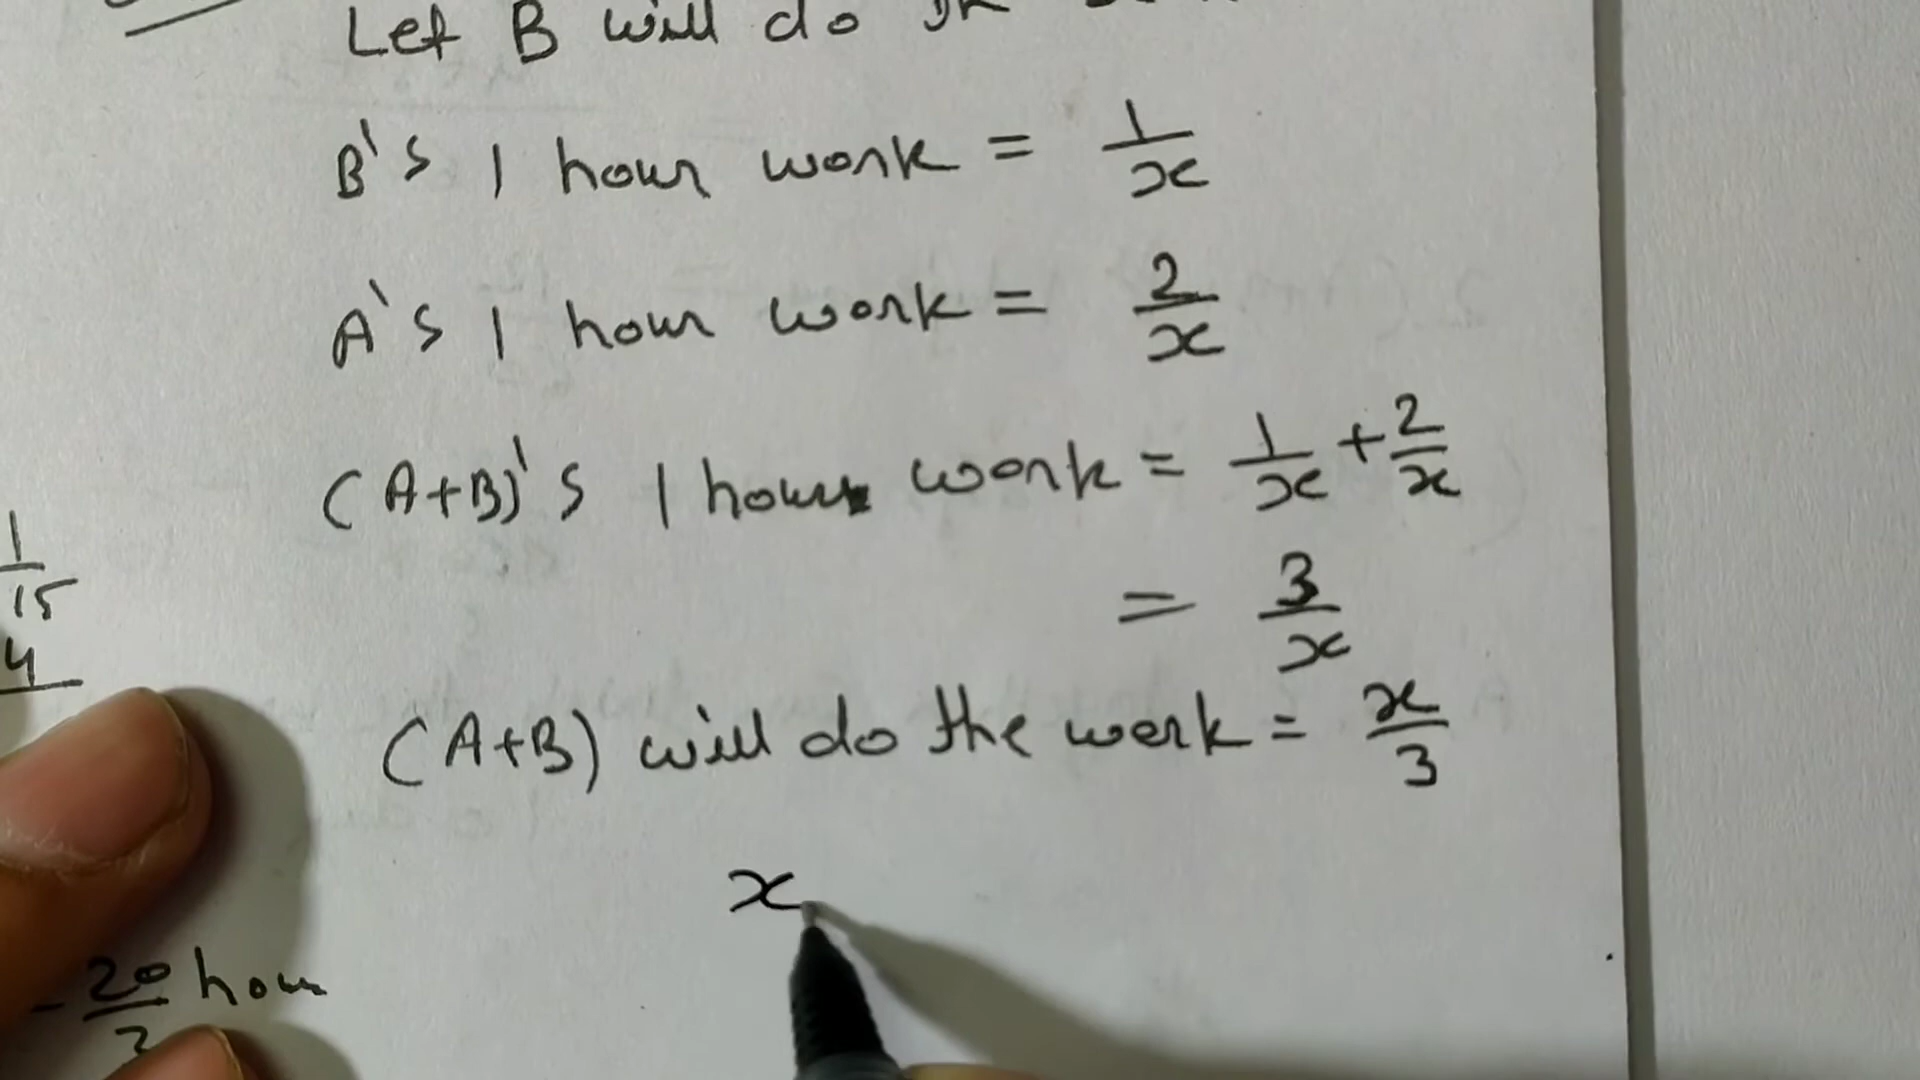 Let B will do
B's 1 hour work = 1/x
A's 1 hour work = 2/x
(A+B)'s 1 hour work = 1/x + 2/x
= 3/x
(A+B) will do the work = x/3
x
1/15
4
20/3 hour